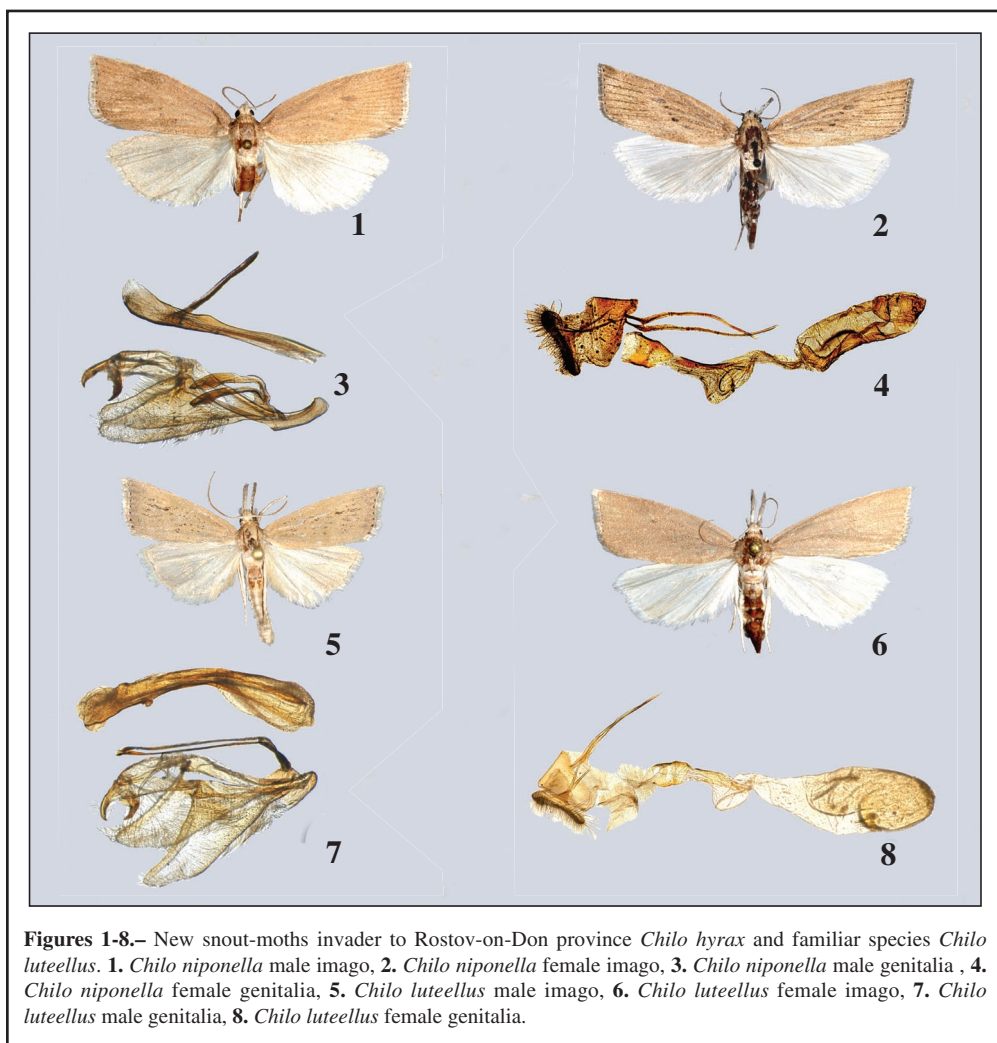 1
2
3
4
5
6
7
8
Figures 1-8.– New snout-moths invader to Rostov-on-Don province Chilo hyrax and familiar species Chilo
luteellus. 1. Chilo niponella male imago, 2. Chilo niponella female imago, 3. Chilo niponella male genitalia , 4.
Chilo niponella female genitalia, 5. Chilo luteellus male imago, 6. Chilo luteellus female imago, 7. Chilo
luteellus male genitalia, 8. Chilo luteellus female genitalia.